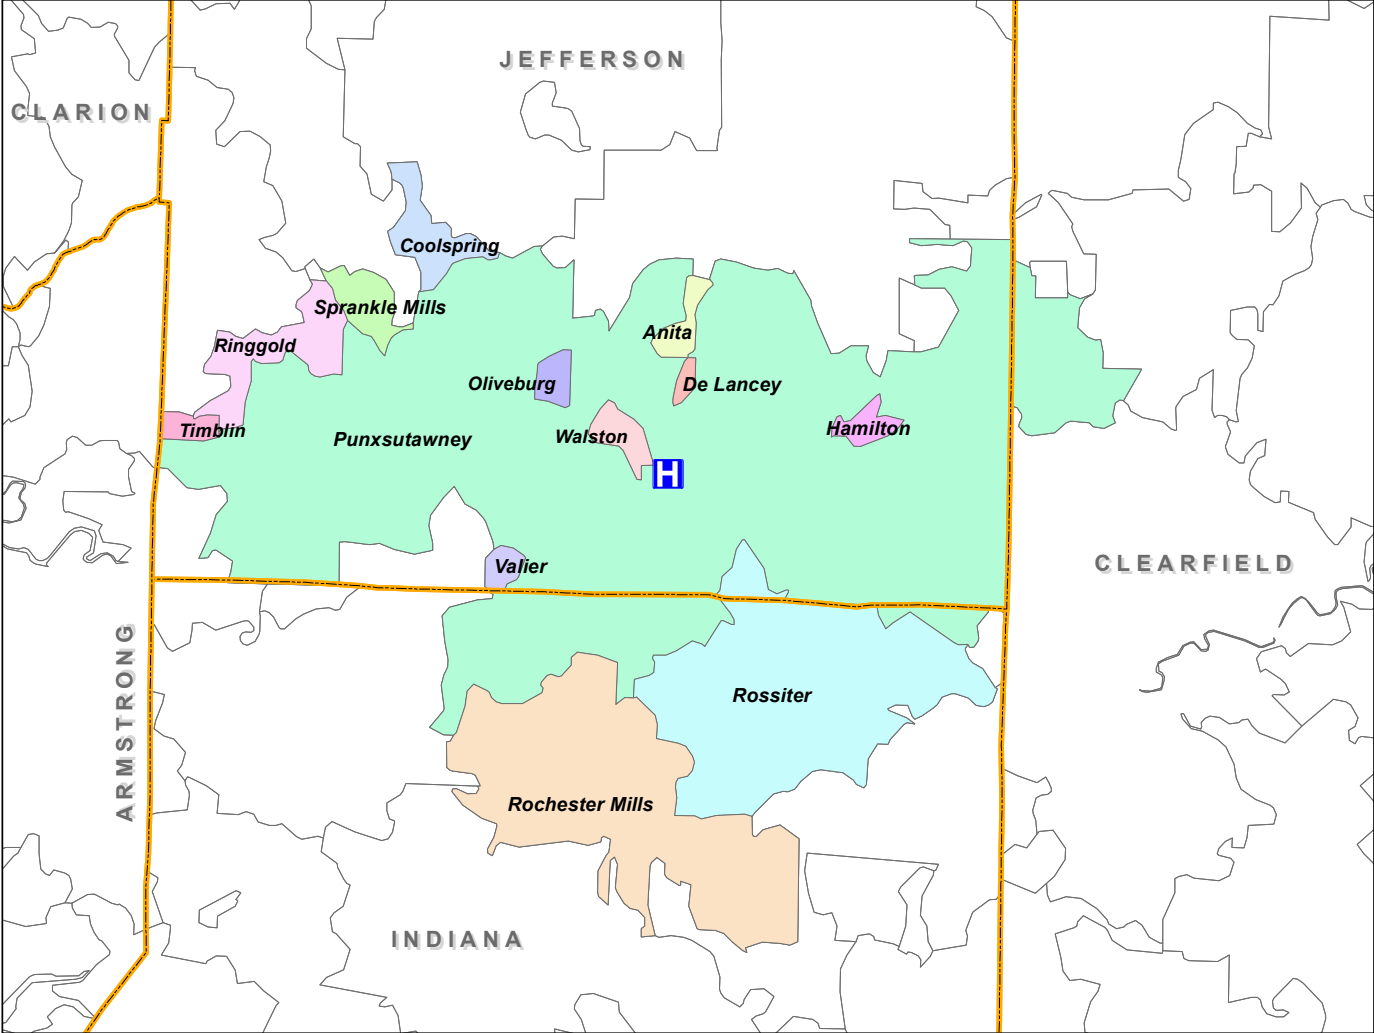 JEFFERSON
CLARION
Coolspring
Sprankle Mills
Anita
Ringgold
Oliveburg
De Lancey
Timblin
Punxsutawney
Walston
Hamilton
H
Valier
CLEARFIELD
ARMSTRONG
Rossiter
Rochester Mills
INDIANA